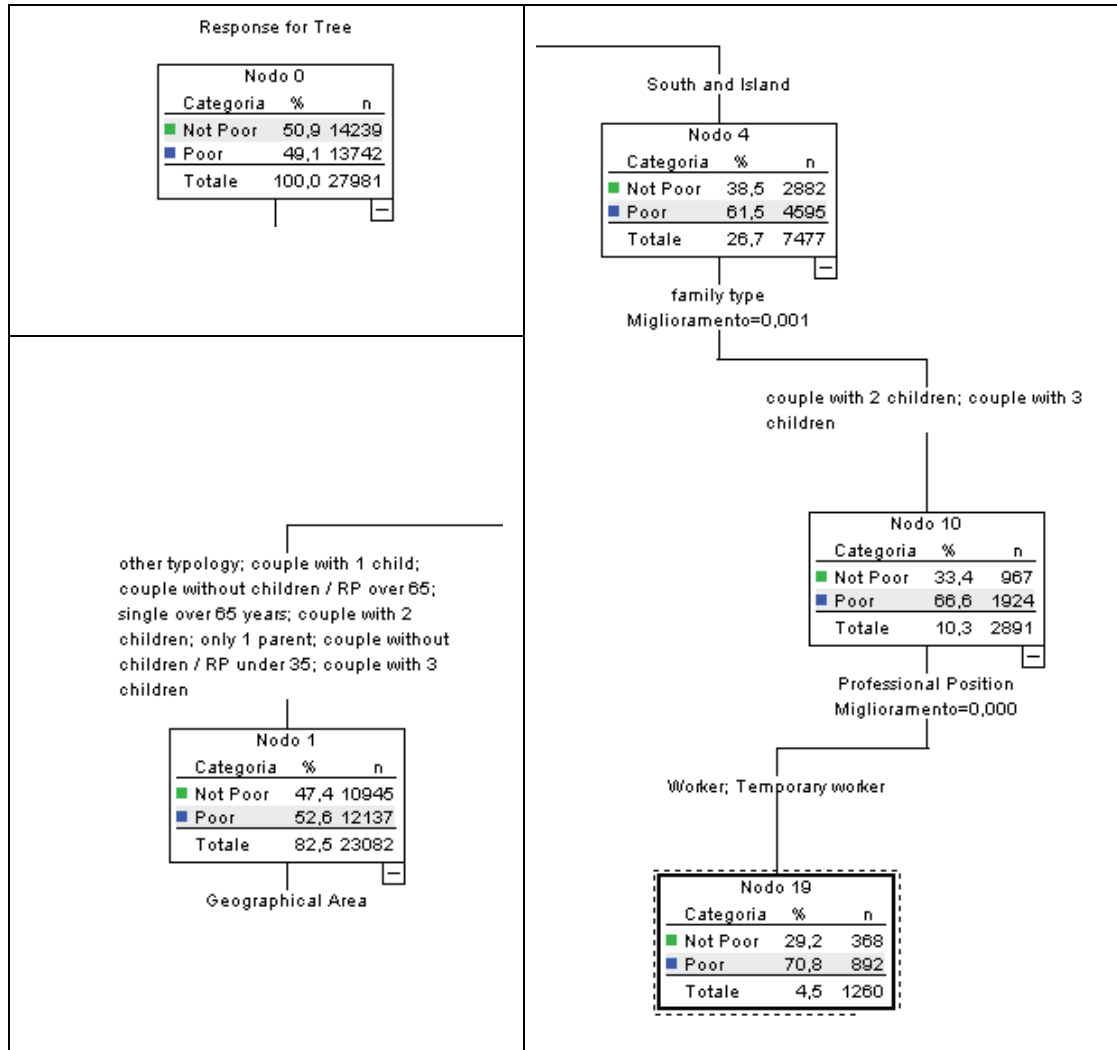 Response for Tree
Nodo 0
Categoria % n
Not Poor 50,9 14239
Poor 49,1 13742
Totale 100,0 27981
other typology; couple with 1 child;
couple without children / RP over 65;
single over 65 years; couple with 2
children; only 1 parent; couple without
children / RP under 35; couple with 3
children
Nodo 1
Categoria % n
Not Poor 47,4 10945
Poor 52,6 12137
Totale 82,5 23082
Geographical Area
South and Island
Nodo 4
Categoria % n
Not Poor 38,5 2882
Poor 61,5 4595
Totale 26,7 7477
family type
Miglioramento=0,001
couple with 2 children; couple with 3
children
Nodo 10
Categoria % n
Not Poor 33,4 967
Poor 66,6 1924
Totale 10,3 2891
Professional Position
Miglioramento=0,000
Worker; Temporary worker
Nodo 19
Categoria % n
Not Poor 29,2 368
Poor 70,8 892
Totale 4,5 1260